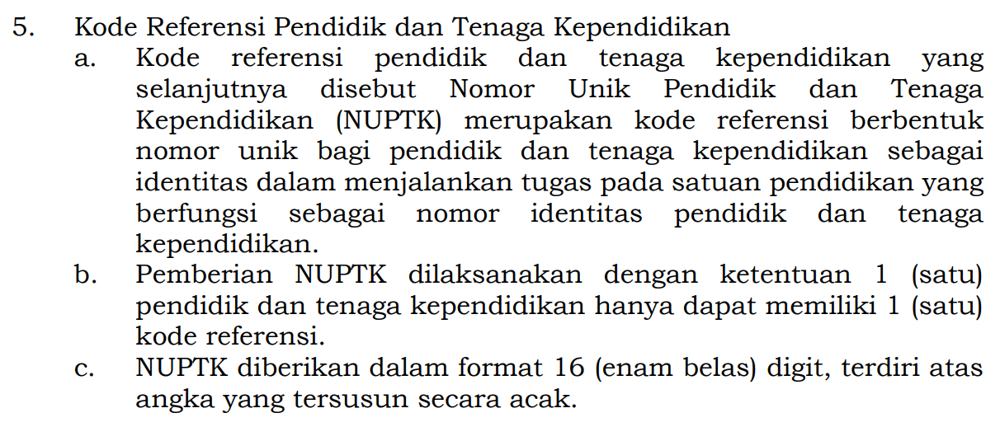 5. Kode Referensi Pendidik dan Tenaga Kependidikan
a. Kode referensi pendidik dan tenaga kependidikan yang
selanjutnya disebut Nomor Unik Pendidik dan Tenaga
Kependidikan (NUPTK) merupakan kode referensi berbentuk
nomor unik bagi pendidik dan tenaga kependidikan sebagai
identitas dalam menjalankan tugas pada satuan pendidikan yang
berfungsi sebagai nomor identitas pendidik dan tenaga
kependidikan.
b. Pemberian NUPTK dilaksanakan dengan ketentuan 1 (satu)
pendidik dan tenaga kependidikan hanya dapat memiliki 1 (satu)
kode referensi.
c. NUPTK diberikan dalam format 16 (enam belas) digit, terdiri atas
angka yang tersusun secara acak.